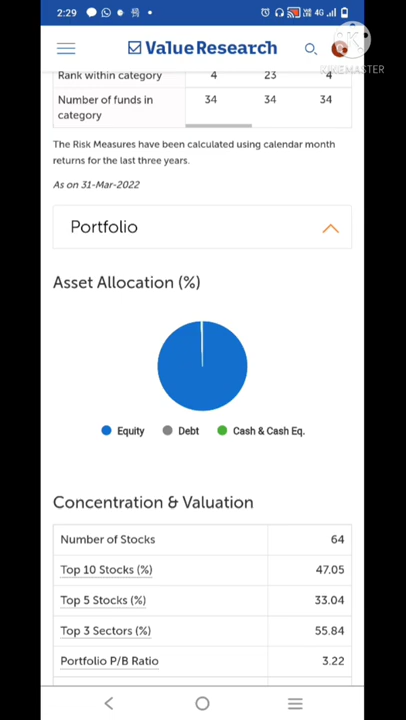 2:29
4G
ValueResearch
KINEMASTER
Rank within category 4 23 4
Number of funds in category 34 34 34
The Risk Measures have been calculated using calendar month
returns for the last three years.
As on 31-Mar-2022
Portfolio
Asset Allocation (%)
Equity Debt Cash & Cash Eq.
Concentration & Valuation
Number of Stocks 64
Top 10 Stocks (%) 47.05
Top 5 Stocks (%) 33.04
Top 3 Sectors (%) 55.84
Portfolio P/B Ratio 3.22